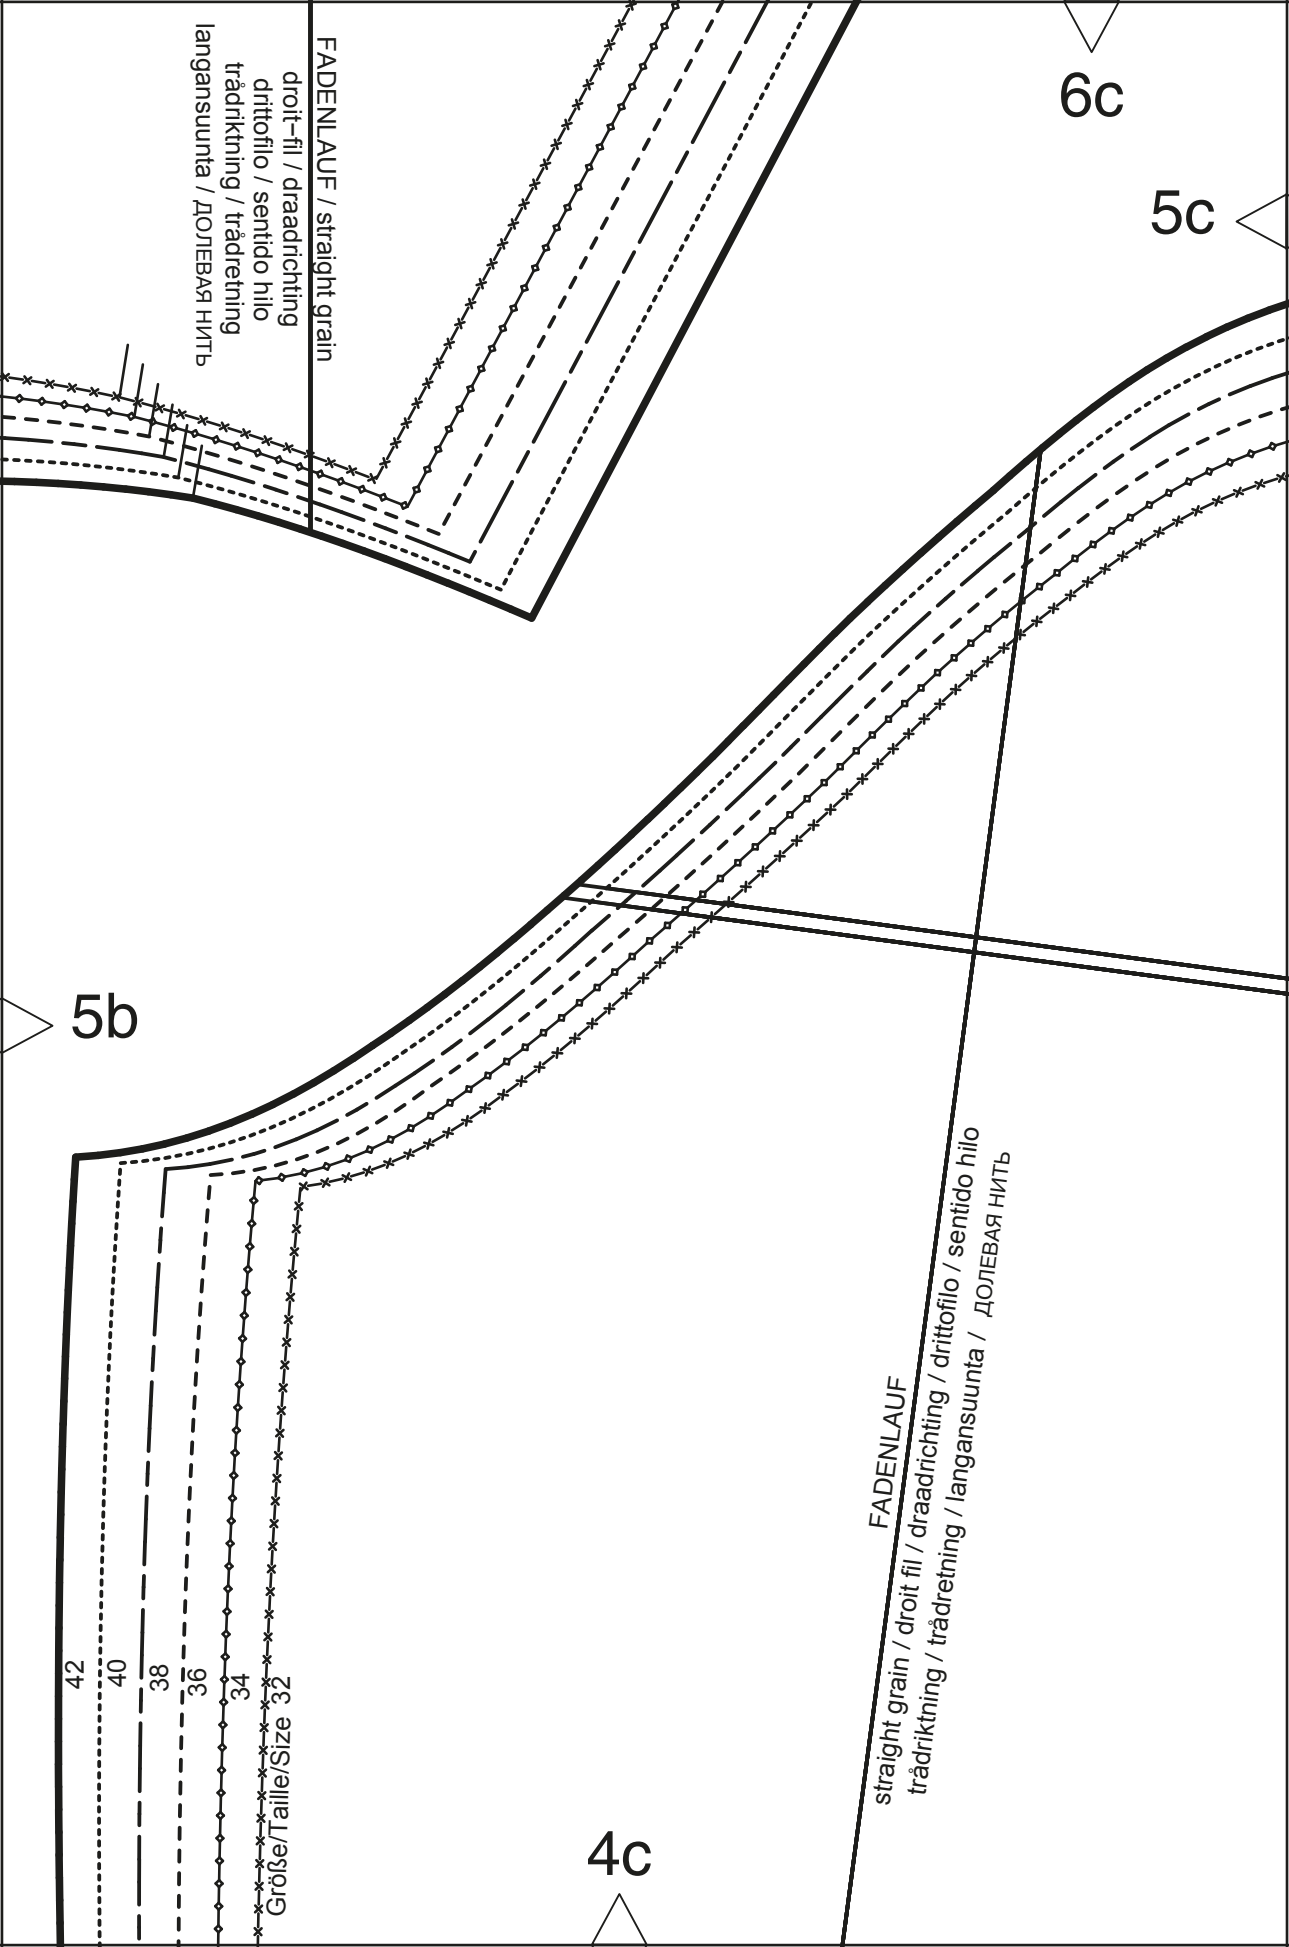 FADENLAUF / straight grain
droit-fil / draadrichting
drittofilo / sentido hilo
trådriktning / trådretning
langansuunta / ДОЛЕВАЯ НИТЬ
6c
5c
5b
FADENLAUF
straight grain / droit fil / draadrichting / drittofilo / sentido hilo
trådriktning / trådretning / langansuunta / ДОЛЕВАЯ НИТЬ
42
40
38
36
34
Größe/Taille/Size 32
4c